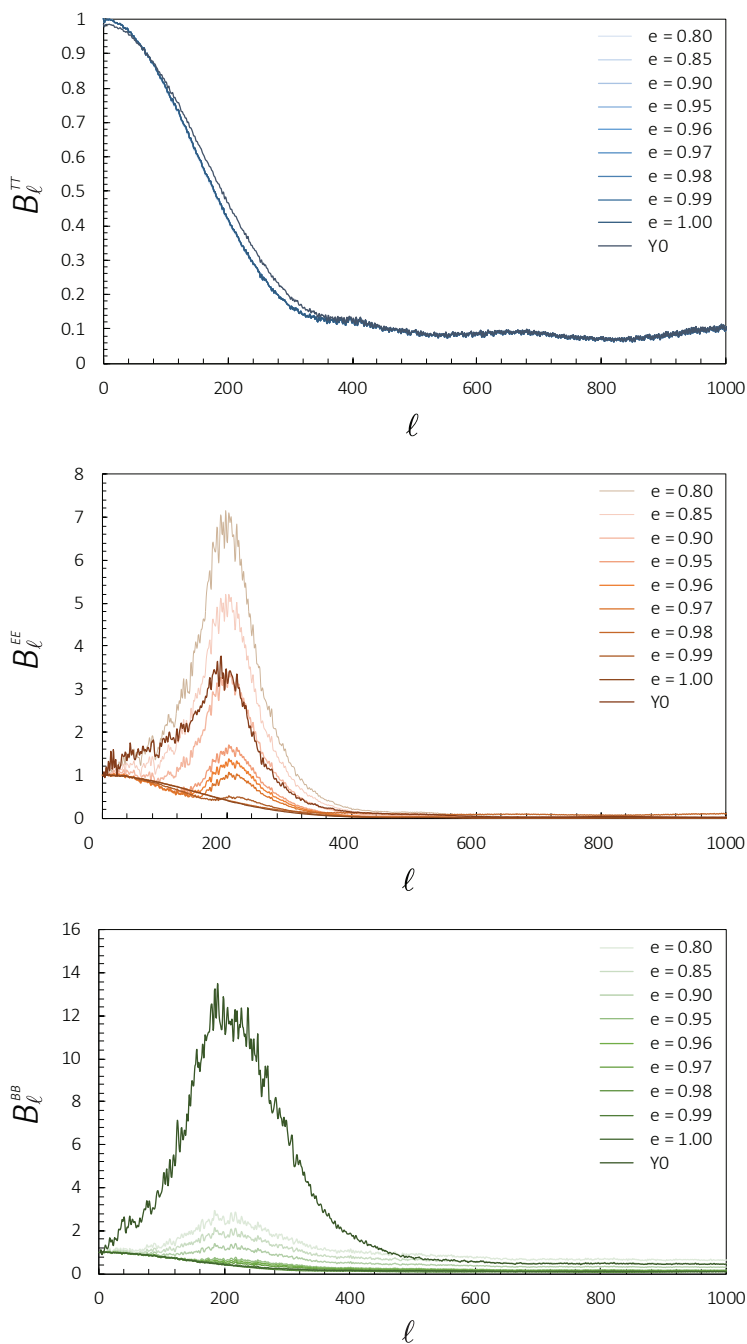 1
0.9
0.8
0.7
0.6
0.5
0.4
0.3
0.2
0.1
0
0 200 400 600 800 1000
B_ℓ^TT
ℓ
e = 0.80
e = 0.85
e = 0.90
e = 0.95
e = 0.96
e = 0.97
e = 0.98
e = 0.99
e = 1.00
Y0
8
7
6
5
4
3
2
1
0
0 200 400 600 800 1000
B_ℓ^EE
ℓ
e = 0.80
e = 0.85
e = 0.90
e = 0.95
e = 0.96
e = 0.97
e = 0.98
e = 0.99
e = 1.00
Y0
16
14
12
10
8
6
4
2
0
0 200 400 600 800 1000
B_ℓ^BB
ℓ
e = 0.80
e = 0.85
e = 0.90
e = 0.95
e = 0.96
e = 0.97
e = 0.98
e = 0.99
e = 1.00
Y0